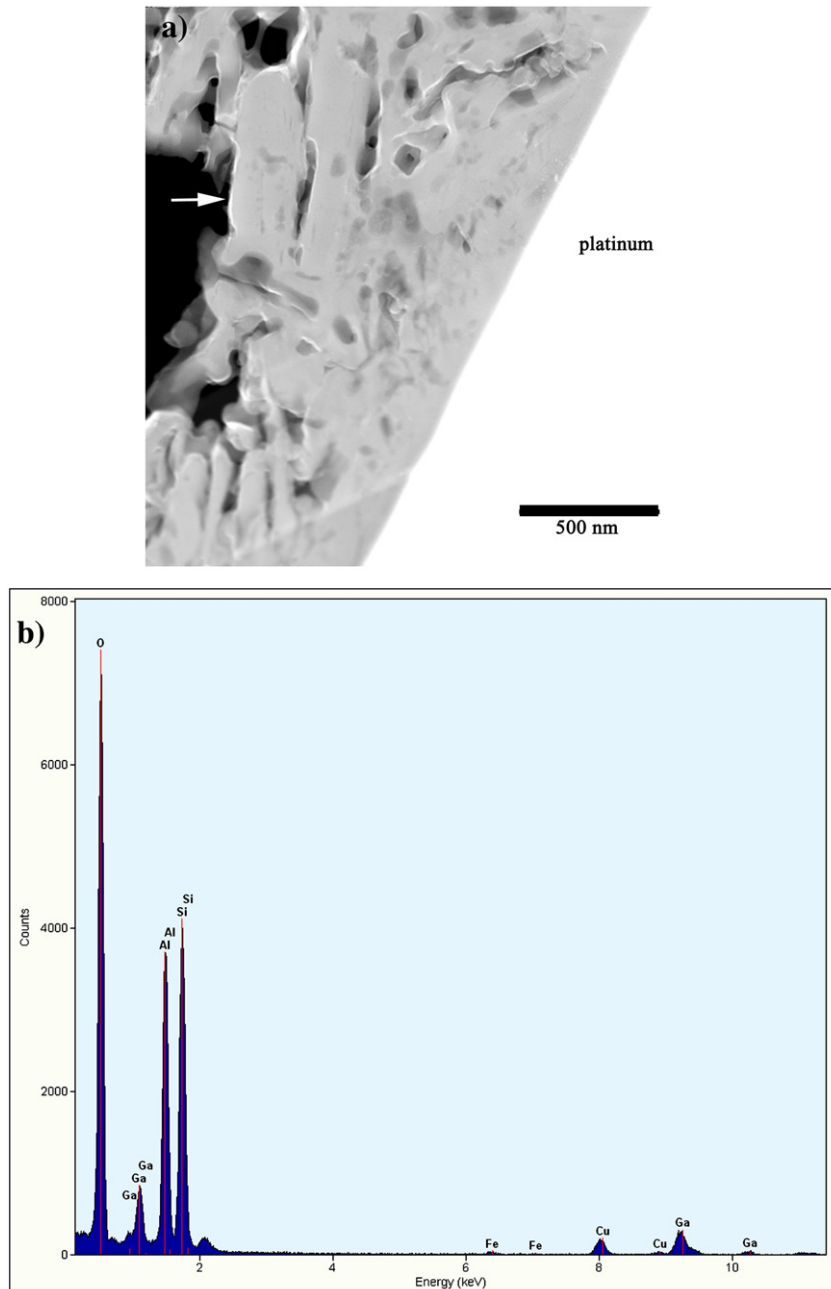 a)
platinum
500 nm
b)
8000
O
6000
Counts
4000
Si
Si
Al
Al
2000
Ga
Ga
Ga
Fe
Fe
Cu
Cu
Ga
Ga
0
2
4
6
8
10
Energy (keV)